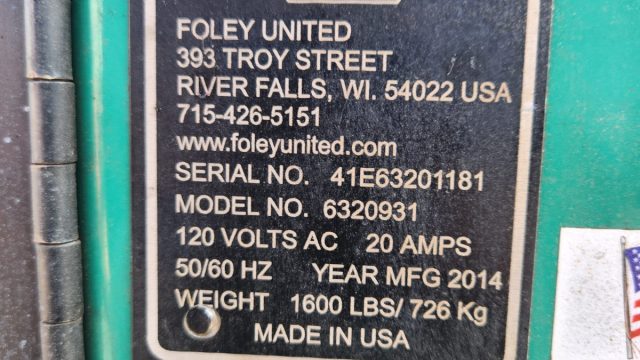 FOLEY UNITED
393 TROY STREET
RIVER FALLS, WI. 54022 USA
715-426-5151
www.foleyunited.com
SERIAL NO. 41E63201181
MODEL NO. 6320931
120 VOLTS AC 20 AMPS
50/60 HZ YEAR MFG 2014
WEIGHT 1600 LBS/ 726 Kg
MADE IN USA